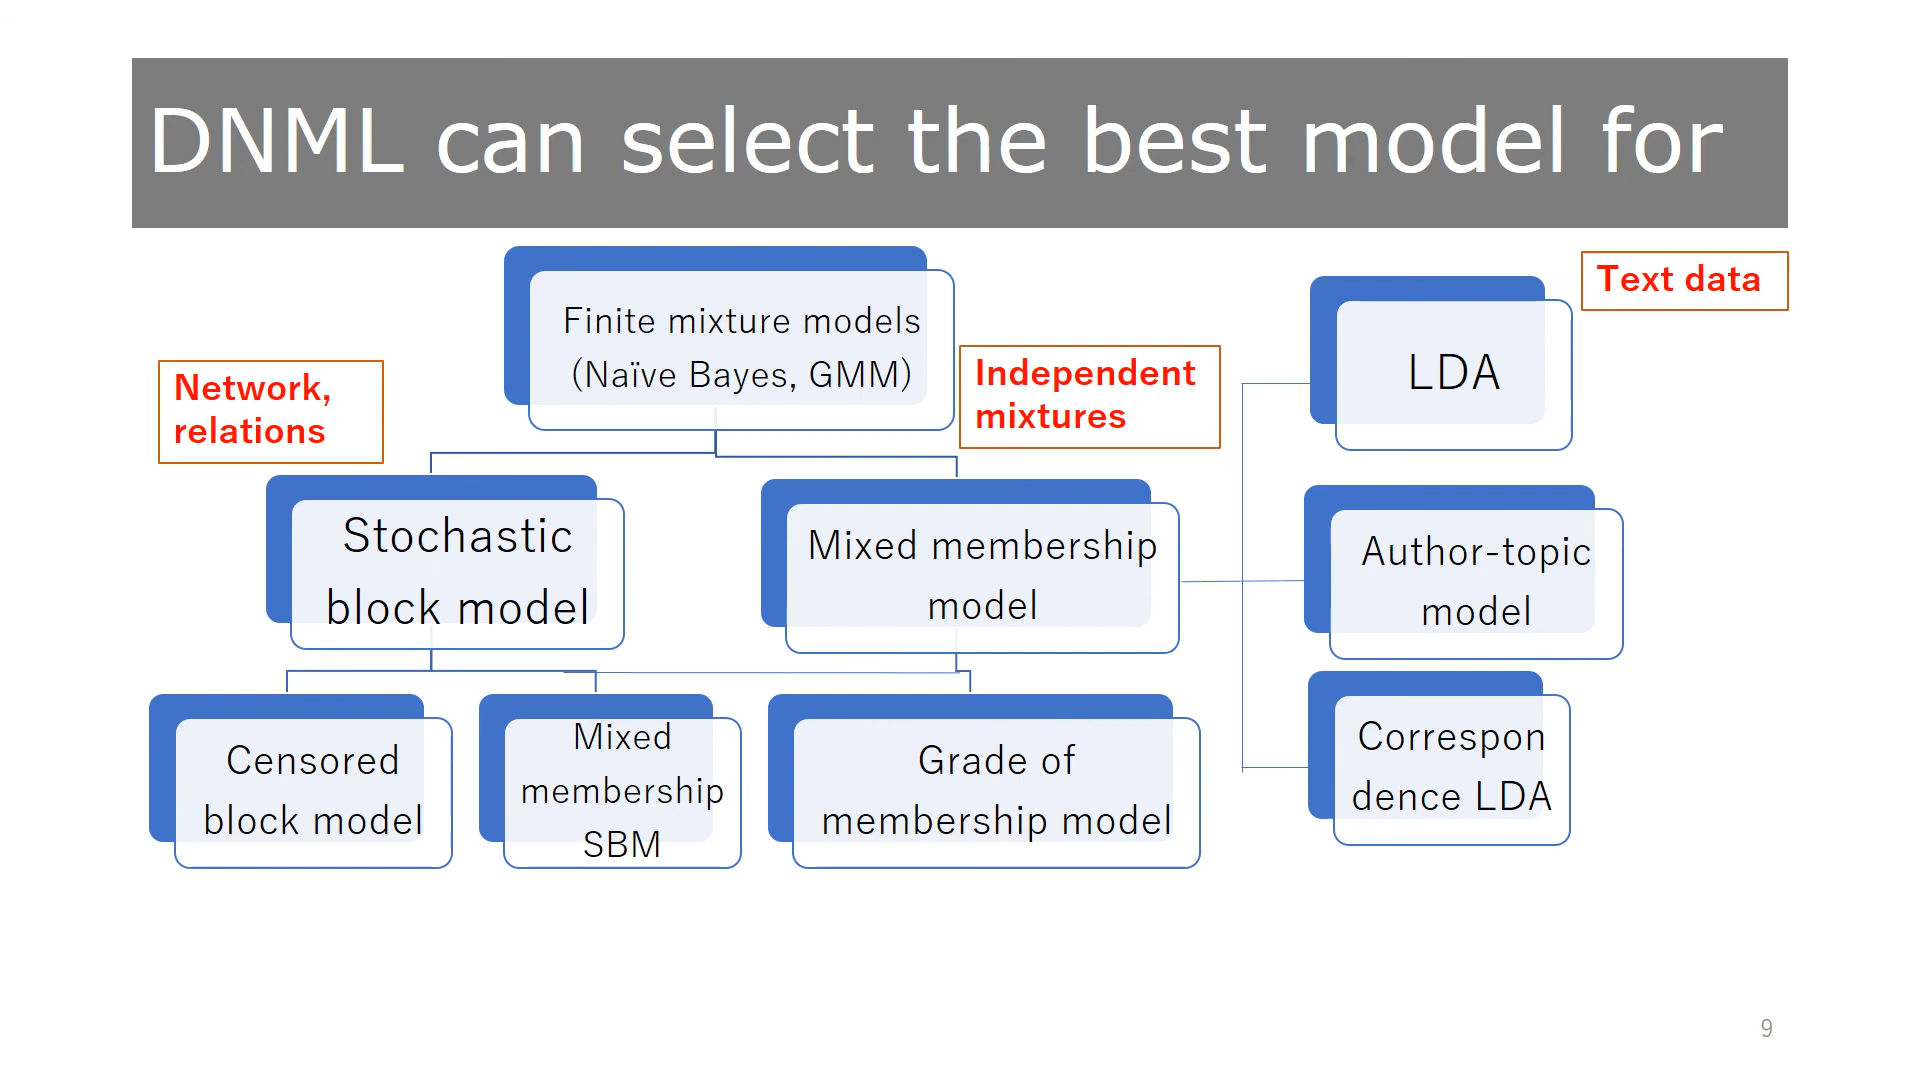 DNML can select the best model for
Finite mixture models
(Naïve Bayes, GMM)
Text data
Network,
relations
Independent
mixtures
LDA
Stochastic
block model
Mixed membership
model
Author-topic
model
Censored
block model
Mixed
membership
SBM
Grade of
membership model
Correspon
dence LDA
9